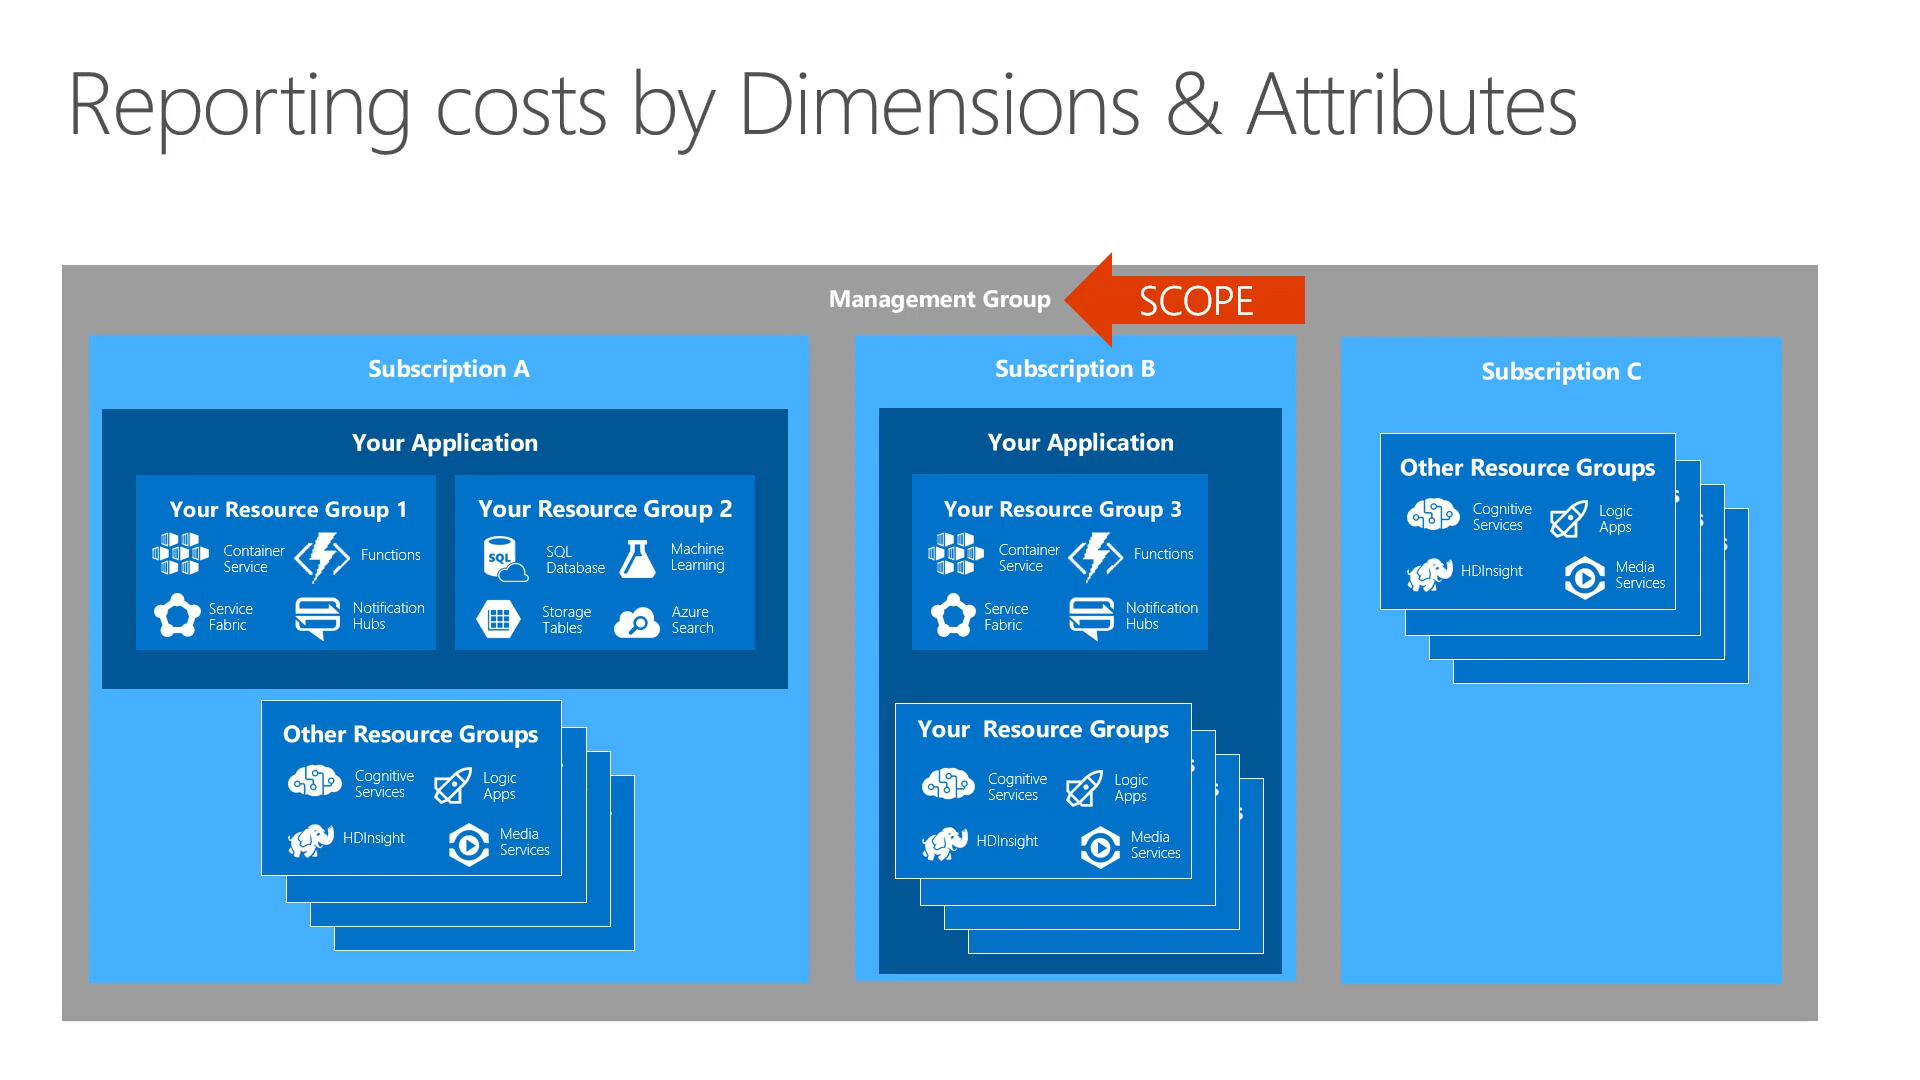 Reporting costs by Dimensions & Attributes
Management Group
SCOPE
Subscription A
Your Application
Your Resource Group 1
Container
Service
Functions
Service
Fabric
Notification
Hubs
Your Resource Group 2
SQL
SQL
Database
Machine
Learning
Storage
Tables
Azure
Search
Other Resource Groups
Cognitive
Services
Logic
Apps
HDInsight
Media
Services
Subscription B
Your Application
Your Resource Group 3
Container
Service
Functions
Service
Fabric
Notification
Hubs
Your  Resource Groups
Cognitive
Services
Logic
Apps
HDInsight
Media
Services
Subscription C
Other Resource Groups
Cognitive
Services
Logic
Apps
HDInsight
Media
Services